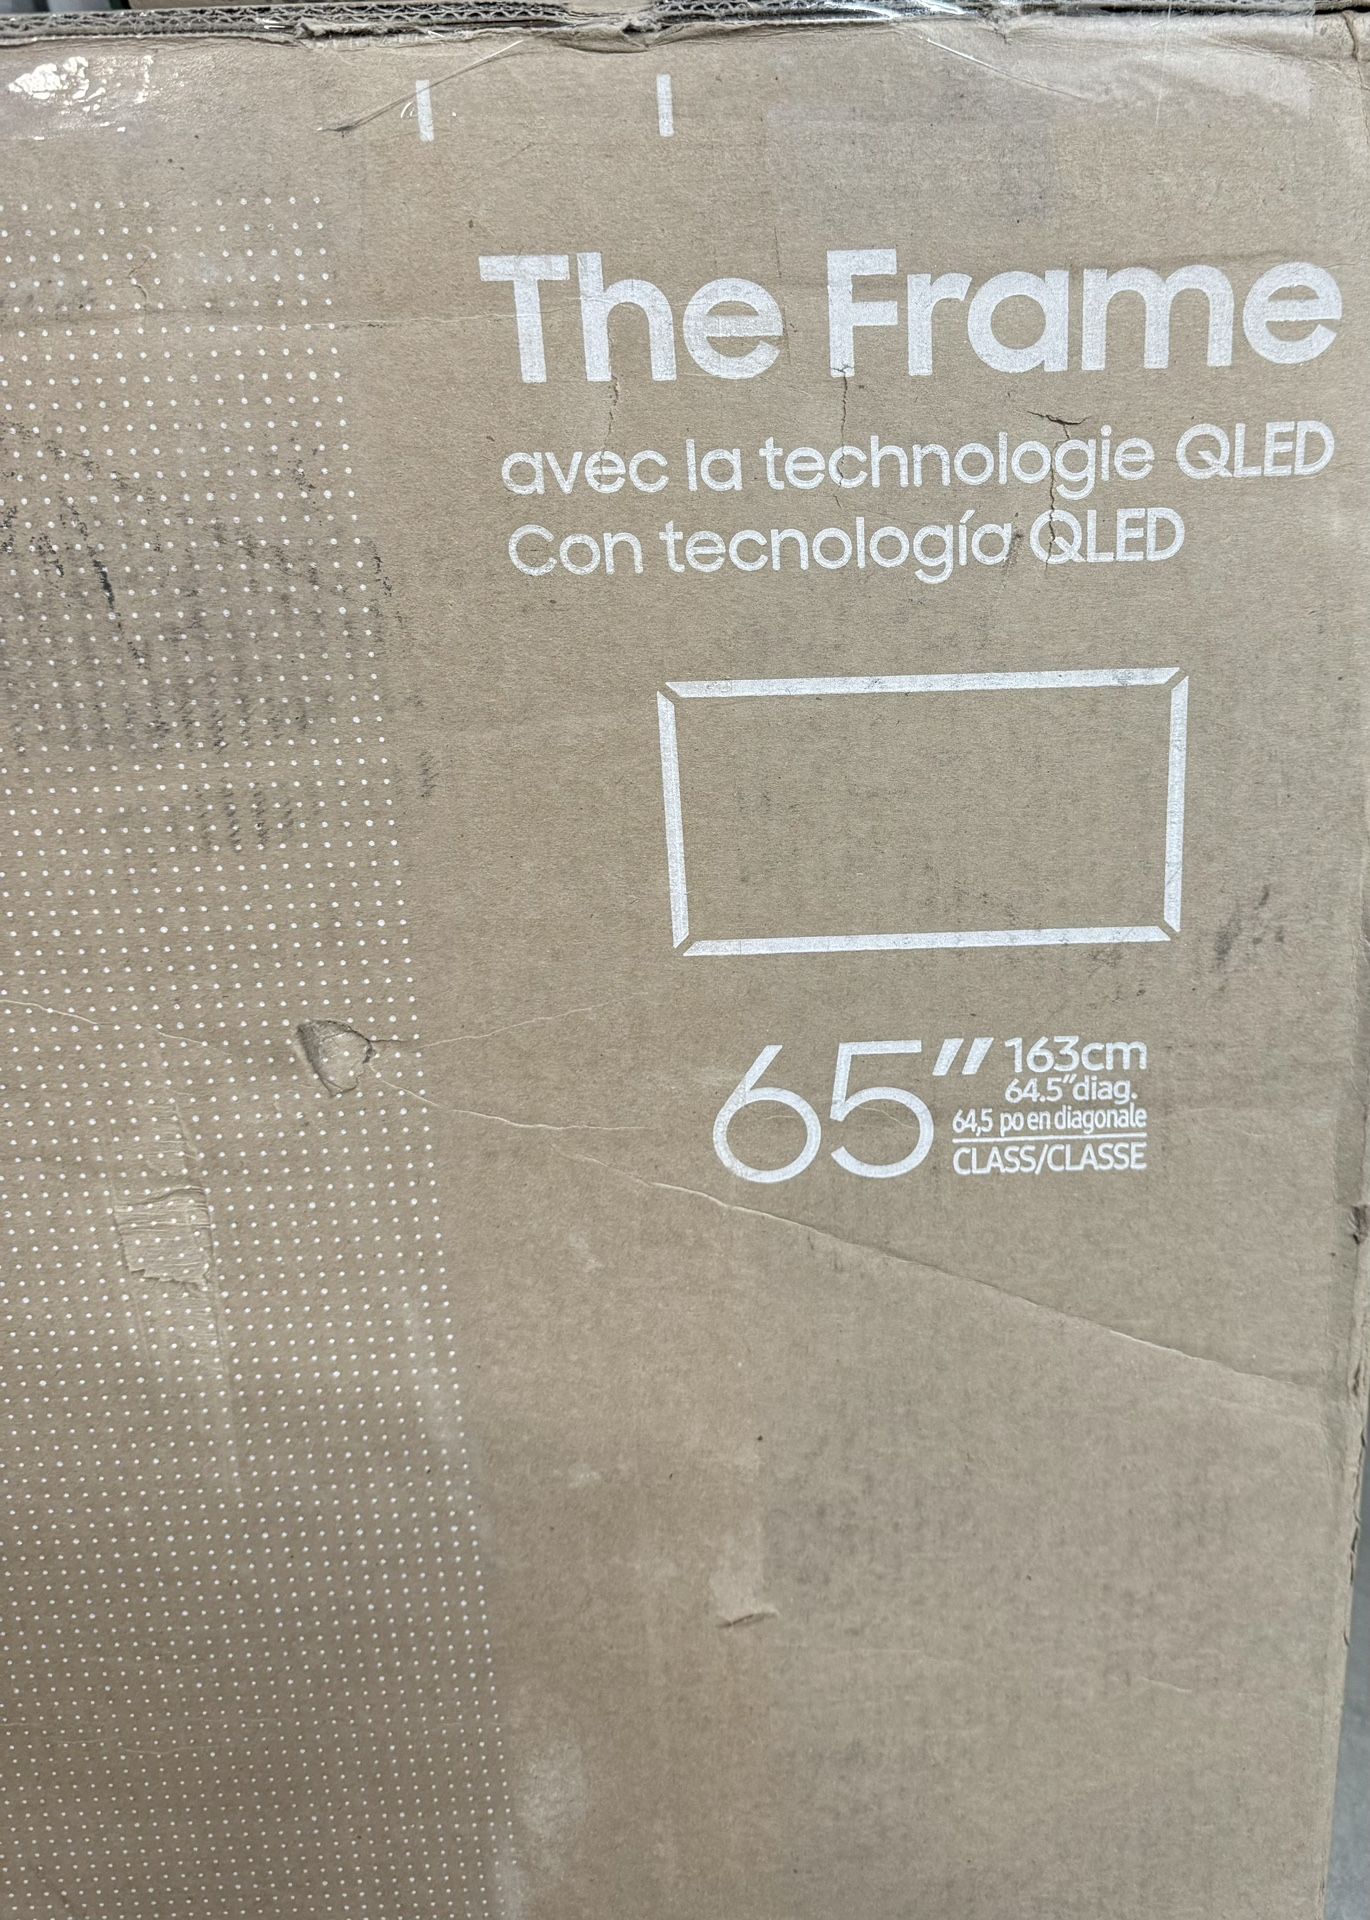 The Frame
avec la technologie QLED
Con tecnología QLED
65" 163cm
64.5"diag.
64,5 po en diagonale
CLASS/CLASSE